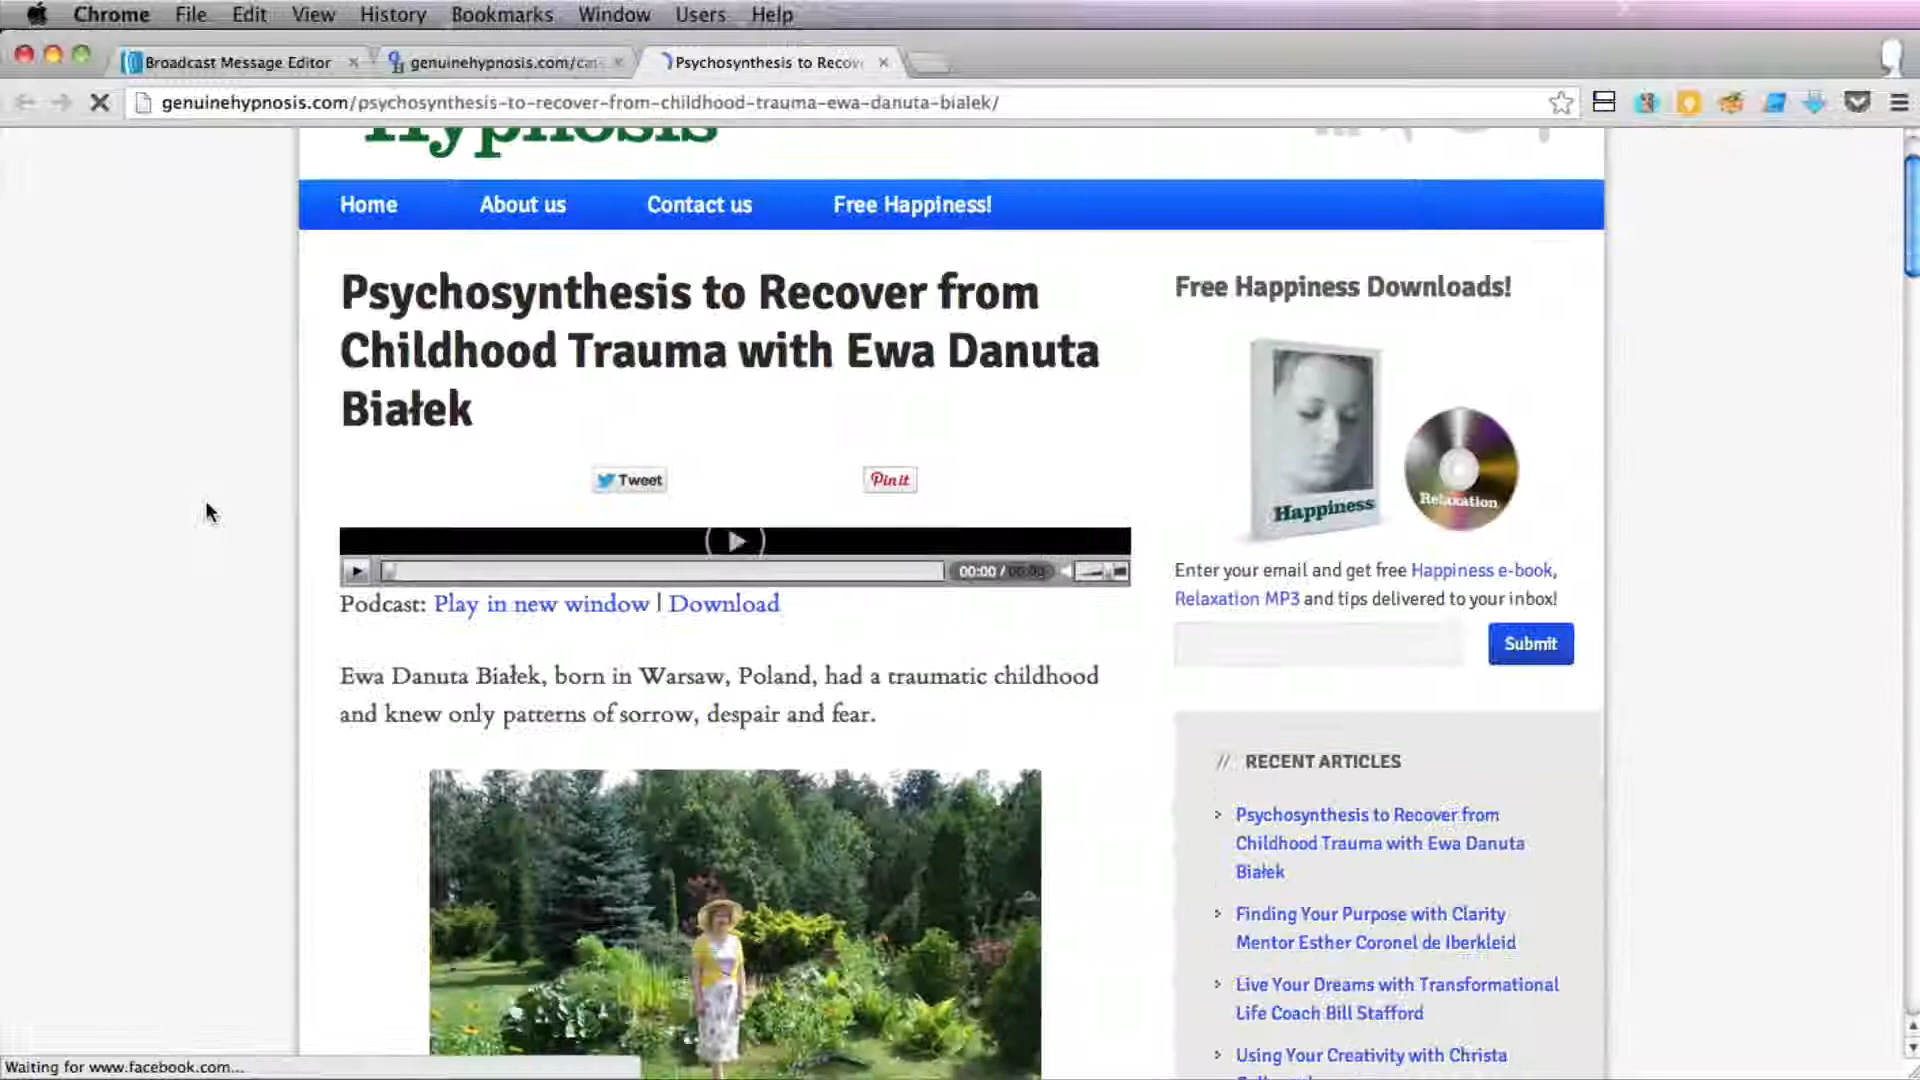 Chrome File Edit View History Bookmarks Window Users Help
Broadcast Message Editor
genuinehypnosis.com/cat
Psychosynthesis to Recov
genuinehypnosis.com/psychosynthesis-to-recover-from-childhood-trauma-ewa-danuta-bialek/
Hypnosis
Home About us Contact us Free Happiness!
Psychosynthesis to Recover from
Childhood Trauma with Ewa Danuta
Białek
Tweet
Pin it
00:00 / 00:00
Podcast: Play in new window | Download
Ewa Danuta Białek, born in Warsaw, Poland, had a traumatic childhood
and knew only patterns of sorrow, despair and fear.
Free Happiness Downloads!
Happiness
Relaxation
Enter your email and get free Happiness e-book,
Relaxation MP3 and tips delivered to your inbox!
Submit
// RECENT ARTICLES
Psychosynthesis to Recover from
Childhood Trauma with Ewa Danuta
Białek
Finding Your Purpose with Clarity
Mentor Esther Coronel de Iberkleid
Live Your Dreams with Transformational
Life Coach Bill Stafford
Using Your Creativity with Christa
Waiting for www.facebook.com...